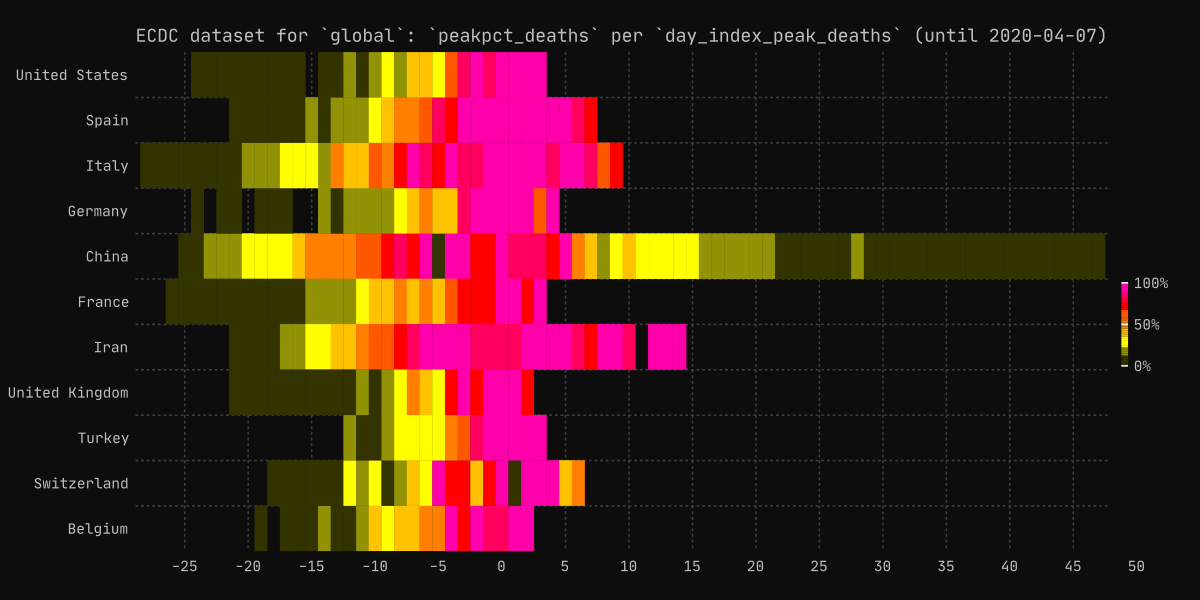 ECDC dataset for `global`: `peakpct_deaths` per `day_index_peak_deaths` (until 2020-04-07)
United States
Spain
Italy
Germany
China
France
Iran
United Kingdom
Turkey
Switzerland
Belgium
100%
50%
0%
-25 -20 -15 -10 -5 0 5 10 15 20 25 30 35 40 45 50